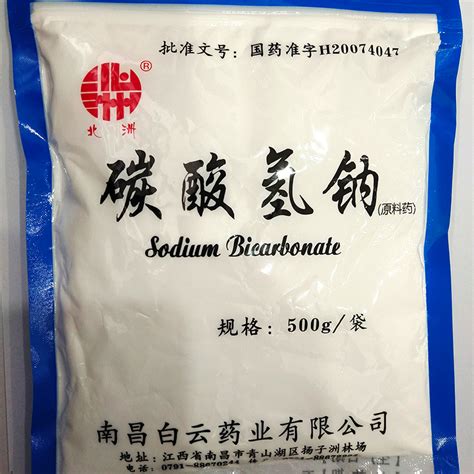 批准文号：国药准字H20074047
®
北洲
碳酸氢钠(原料药)
Sodium Bicarbonate
规格：500g/袋
南昌白云药业有限公司
地址：江西省南昌市青山湖区扬子洲林场